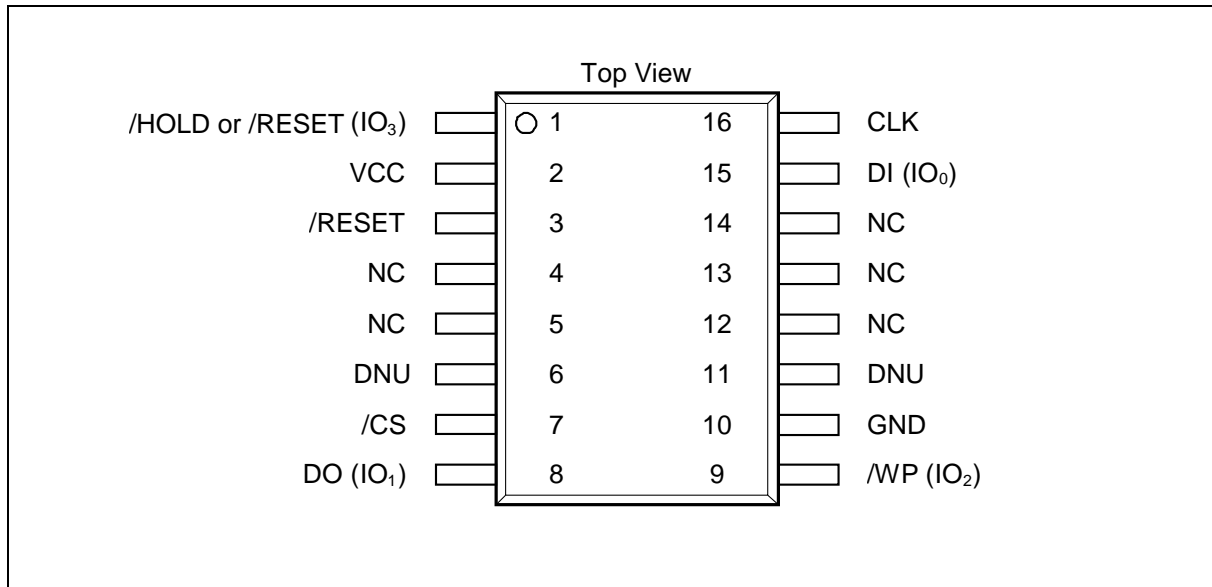 Top View
/HOLD or /RESET (IO₃) 1 16 CLK
VCC 2 15 DI (IO₀)
/RESET 3 14 NC
NC 4 13 NC
NC 5 12 NC
DNU 6 11 DNU
/CS 7 10 GND
DO (IO₁) 8 9 /WP (IO₂)